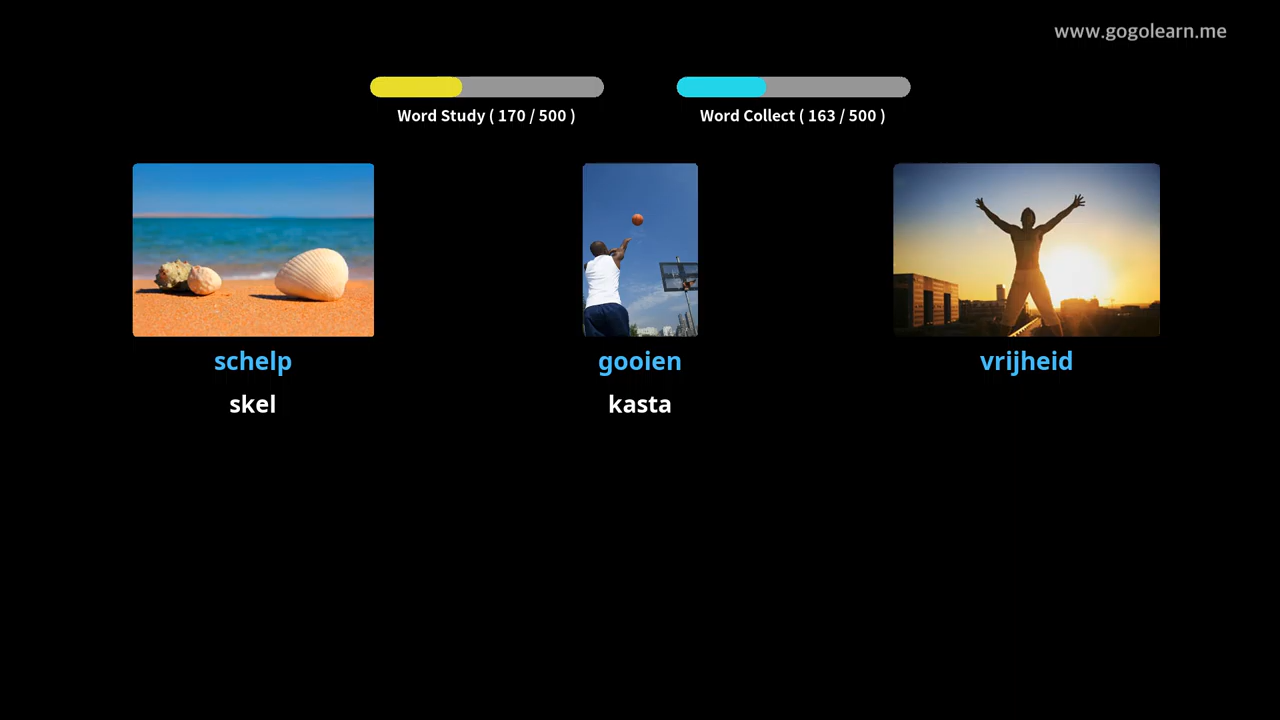 www.gogolearn.me
Word Study ( 170 / 500 )
Word Collect ( 163 / 500 )
schelp
gooien
vrijheid
skel
kasta